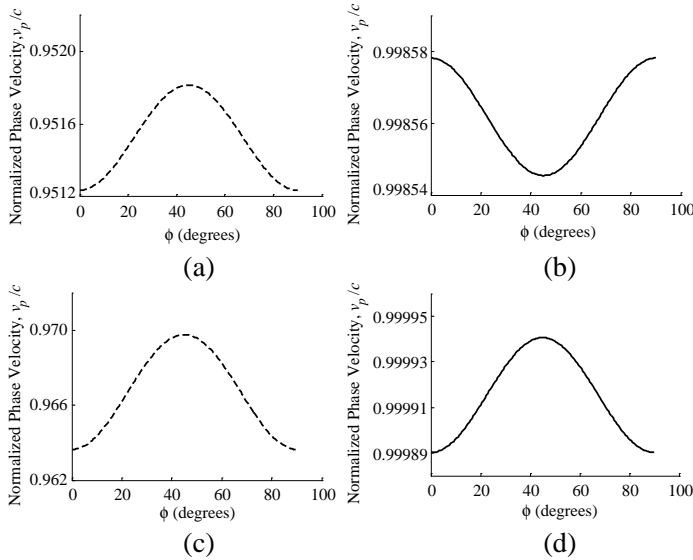 Normalized Phase Velocity, v_p/c
0.9520
0.9516
0.9512
0 20 40 60 80 100
ϕ (degrees)
(a)
Normalized Phase Velocity, v_p/c
0.99858
0.99856
0.99854
0 20 40 60 80 100
ϕ (degrees)
(b)
Normalized Phase Velocity, v_p/c
0.970
0.966
0.962
0 20 40 60 80 100
ϕ (degrees)
(c)
Normalized Phase Velocity, v_p/c
0.99995
0.99993
0.99991
0.99989
0 20 40 60 80 100
ϕ (degrees)
(d)